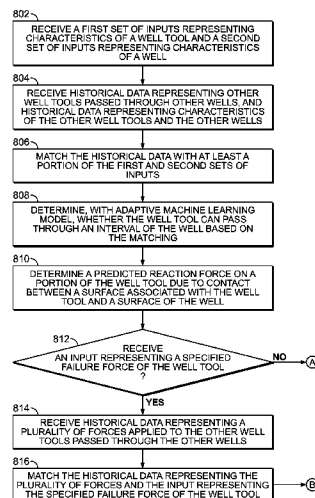 802
RECEIVE A FIRST SET OF INPUTS REPRESENTING
CHARACTERISTICS OF A WELL TOOL AND A SECOND
SET OF INPUTS REPRESENTING CHARACTERISTICS
OF A WELL
804
RECEIVE HISTORICAL DATA REPRESENTING OTHER
WELL TOOLS PASSED THROUGH OTHER WELLS, AND
HISTORICAL DATA REPRESENTING CHARACTERISTICS
OF THE OTHER WELL TOOLS AND THE OTHER WELLS
806
MATCH THE HISTORICAL DATA WITH AT LEAST A
PORTION OF THE FIRST AND SECOND SETS OF
INPUTS
808
DETERMINE, WITH ADAPTIVE MACHINE LEARNING
MODEL, WHETHER THE WELL TOOL CAN PASS
THROUGH AN INTERVAL OF THE WELL BASED ON
THE MATCHING
810
DETERMINE A PREDICTED REACTION FORCE ON A
PORTION OF THE WELL TOOL DUE TO CONTACT
BETWEEN A SURFACE ASSOCIATED WITH THE WELL
TOOL AND A SURFACE OF THE WELL
812
RECEIVE
AN INPUT REPRESENTING A SPECIFIED
FAILURE FORCE OF THE WELL TOOL
?
NO
A
YES
814
RECEIVE HISTORICAL DATA REPRESENTING A
PLURALITY OF FORCES APPLIED TO THE OTHER WELL
TOOLS PASSED THROUGH THE OTHER WELLS
816
MATCH THE HISTORICAL DATA REPRESENTING THE
PLURALITY OF FORCES AND THE INPUT REPRESENTING
THE SPECIFIED FAILURE FORCE OF THE WELL TOOL
B